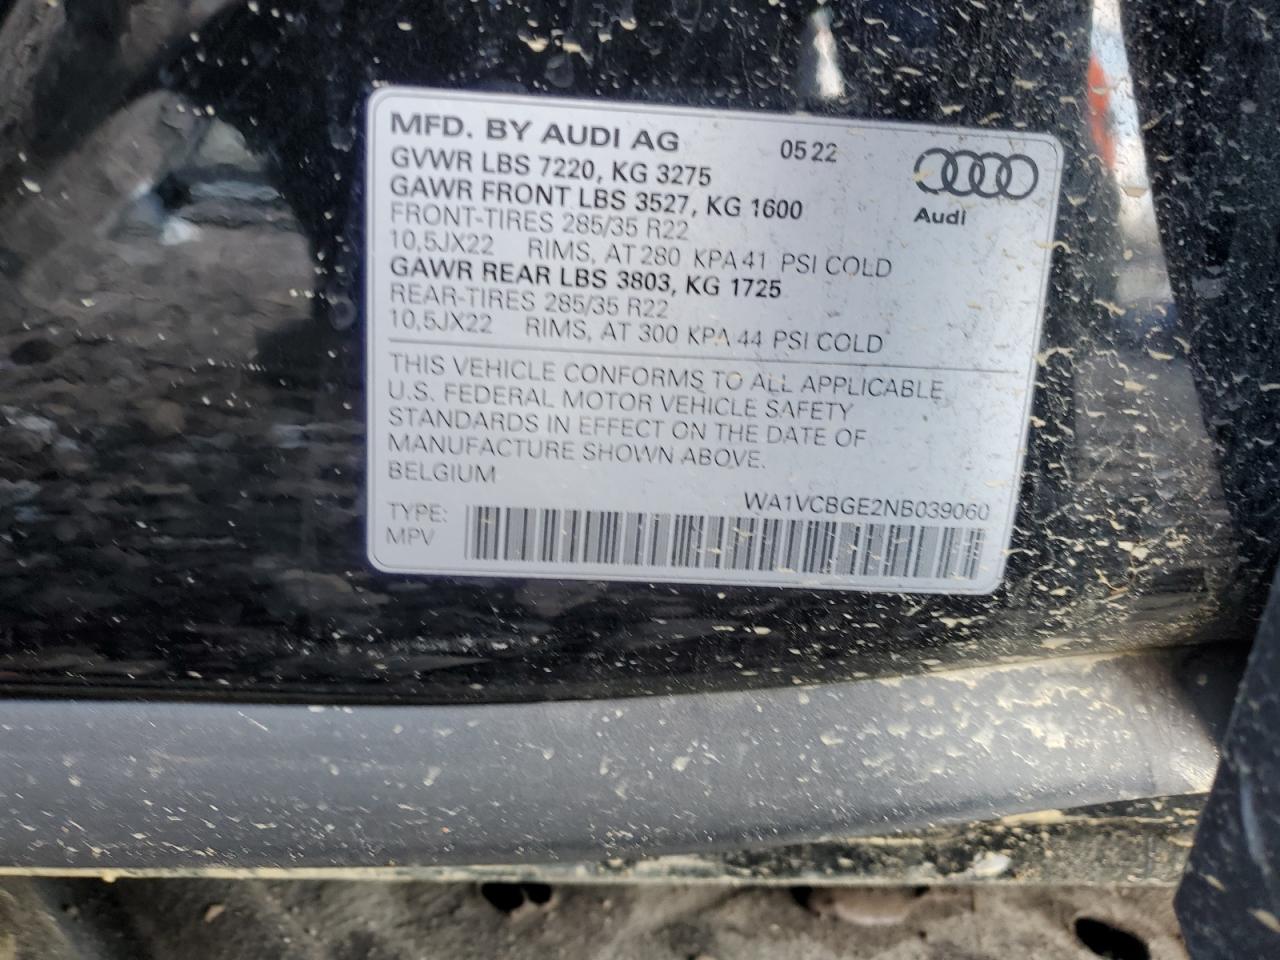 MFD. BY AUDI AG 05 22
GVWR LBS 7220, KG 3275
GAWR FRONT LBS 3527, KG 1600
Audi
FRONT-TIRES 285/35 R22
10,5JX22 RIMS, AT 280 KPA 41 PSI COLD
GAWR REAR LBS 3803, KG 1725
REAR-TIRES 285/35 R22
10,5JX22 RIMS, AT 300 KPA 44 PSI COLD
THIS VEHICLE CONFORMS TO ALL APPLICABLE
U.S. FEDERAL MOTOR VEHICLE SAFETY
STANDARDS IN EFFECT ON THE DATE OF
MANUFACTURE SHOWN ABOVE.
BELGIUM
WA1VCBGE2NB039060
TYPE:
MPV